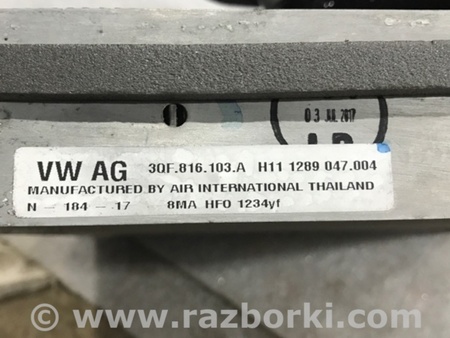 03 JUL 2017
VW AG 3QF.816.103.A H11 1289 047.004
MANUFACTURED BY AIR INTERNATIONAL THAILAND
N - 184 - 17 8MA HFO 1234yf
© www.razborki.com